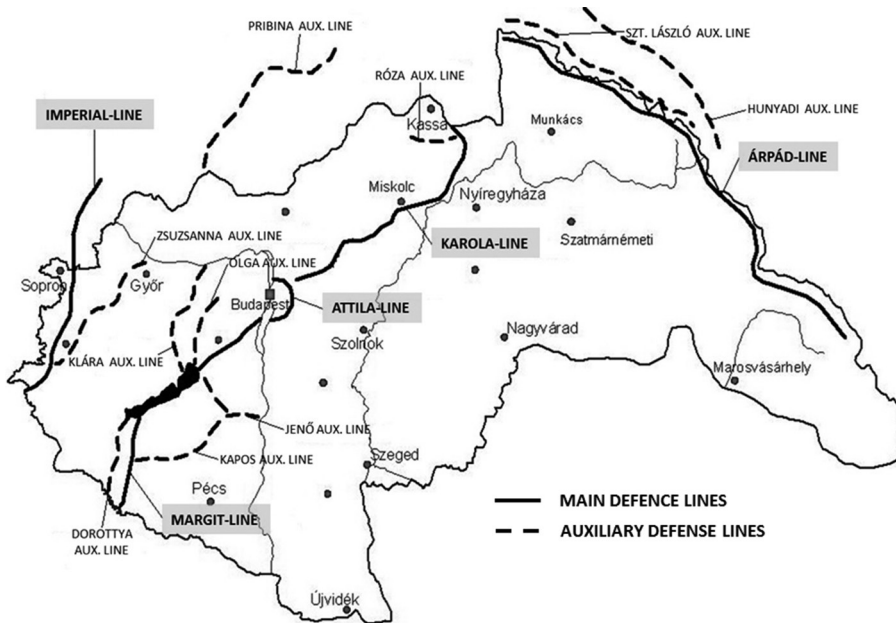 PRIBINA AUX. LINE
SZT. LÁSZLÓ AUX. LINE
RÓZA AUX. LINE
IMPERIAL-LINE
HUNYADI AUX. LINE
Kassa
Munkács
ÁRPÁD-LINE
Miskolc
Nyíregyháza
ZSUZSANNA AUX. LINE
KAROLA-LINE
Szatmárnémeti
OLGA AUX. LINE
Sopron
Győr
Budapest
ATTILA-LINE
Szolnok
Nagyvárad
KLÁRA AUX. LINE
Marosvásárhely
JENŐ AUX. LINE
KAPOS AUX. LINE
Szeged
Pécs
MAIN DEFENCE LINES
MARGIT-LINE
DOROTTYA
AUX. LINE
AUXILIARY DEFENSE LINES
Újvidék